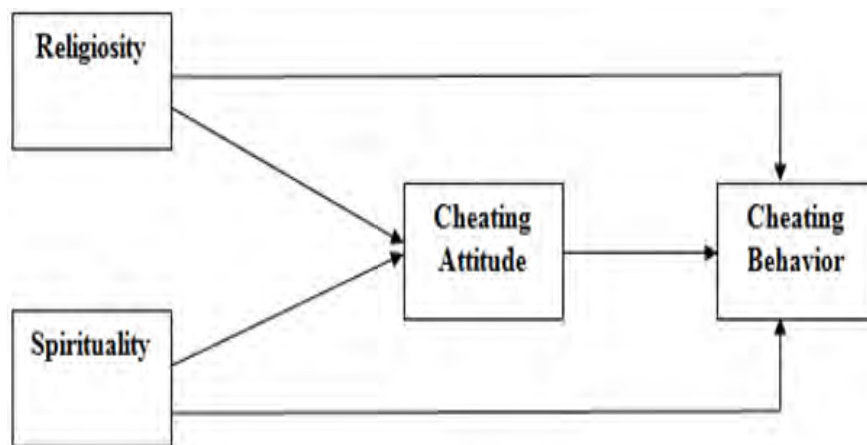 Religiosity
Cheating
Attitude
Cheating
Behavior
Spirituality